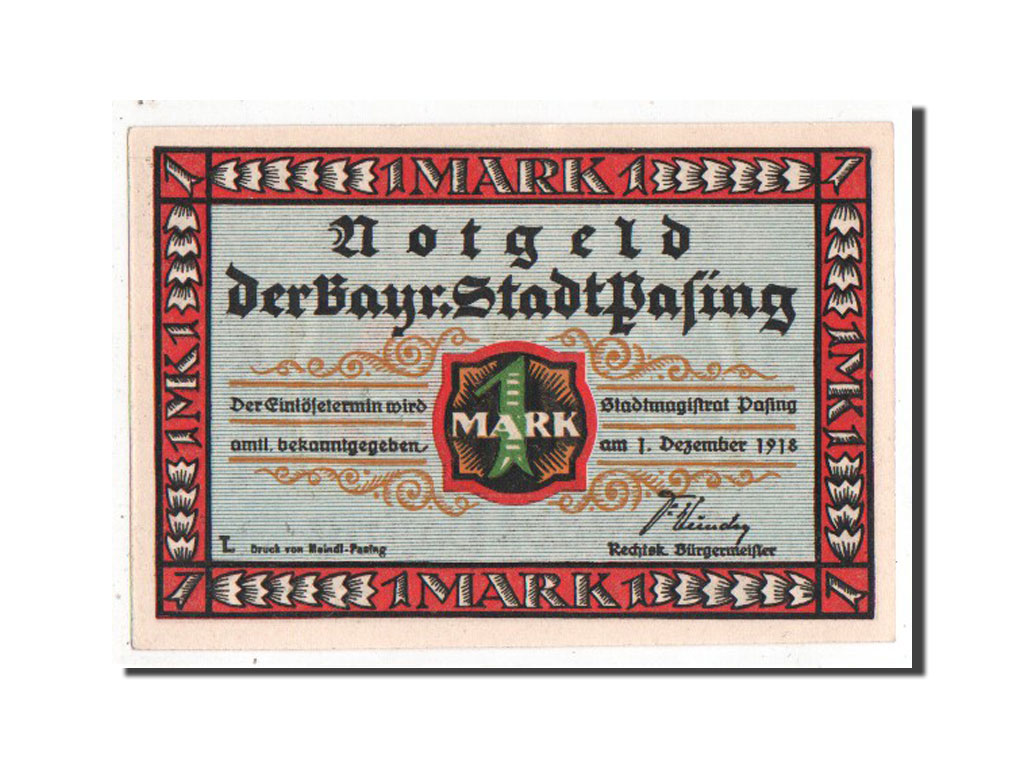 1 MARK 1
Notgeld
der Bayr. Stadt Pasing
1 MK 1
1 MK 1
1
MARK
Der Einlösetermin wird
amtl. bekanntgegeben
Stadtmagistrat Pasing
am 1. Dezember 1918
Rechtsk. Bürgermeister
Druck von Meindl-Pasing
1 MARK 1